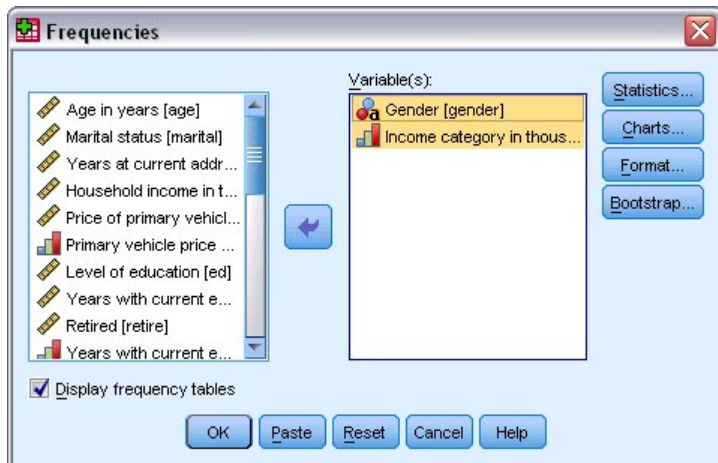 Frequencies
Age in years [age]
Marital status [marital]
Years at current addr...
Household income in t...
Price of primary vehicl...
Primary vehicle price ...
Level of education [ed]
Years with current e...
Retired [retire]
Years with current e...
Variable(s):
a Gender [gender]
Income category in thous...
Statistics...
Charts...
Format...
Bootstrap...
Display frequency tables
OK Paste Reset Cancel Help